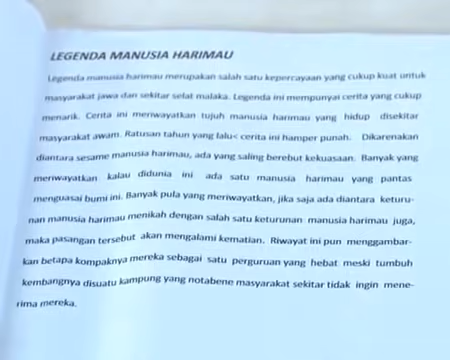 LEGENDA MANUSIA HARIMAU
Legenda manusia harimau merupakan salah satu kepercayaan yang cukup kuat untuk
masyarakat jawa dan sekitar selat malaka. Legenda ini mempunyai cerita yang cukup
menarik. Cerita ini meriwayatkan tujuh manusia harimau yang hidup disekitar
masyarakat awam. Ratusan tahun yang lalu< cerita ini hamper punah. Dikarenakan
diantara sesame manusia harimau, ada yang saling berebut kekuasaan. Banyak yang
meriwayatkan kalau didunia ini ada satu manusia harimau yang pantas
menguasai bumi ini. Banyak pula yang meriwayatkan, jika saja ada diantara keturu-
nan manusia harimau menikah dengan salah satu keturunan manusia harimau juga,
maka pasangan tersebut akan mengalami kematian. Riwayat ini pun menggambar-
kan betapa kompaknya mereka sebagai satu perguruan yang hebat meski tumbuh
kembangnya disuatu kampung yang notabene masyarakat sekitar tidak ingin mene-
rima mereka.